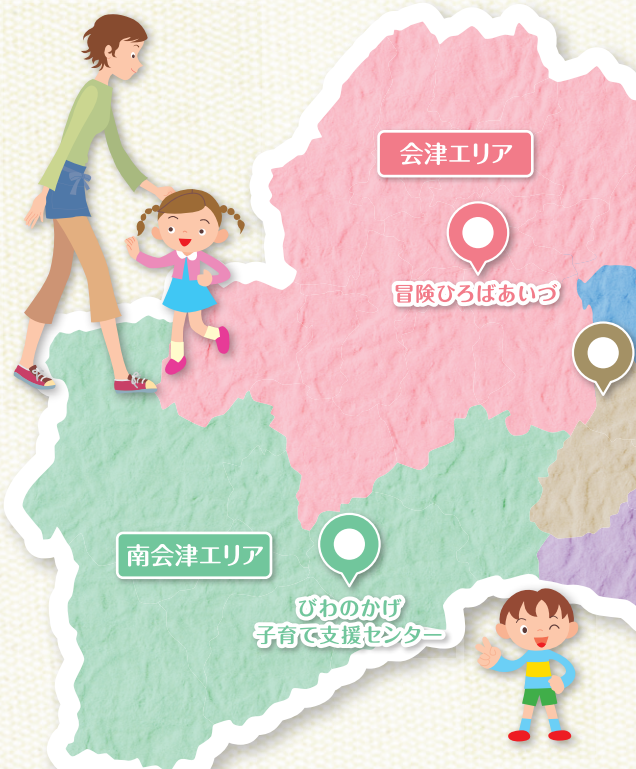 会津エリア
冒険ひろばあいづ
南会津エリア
びわのかげ
子育て支援センター